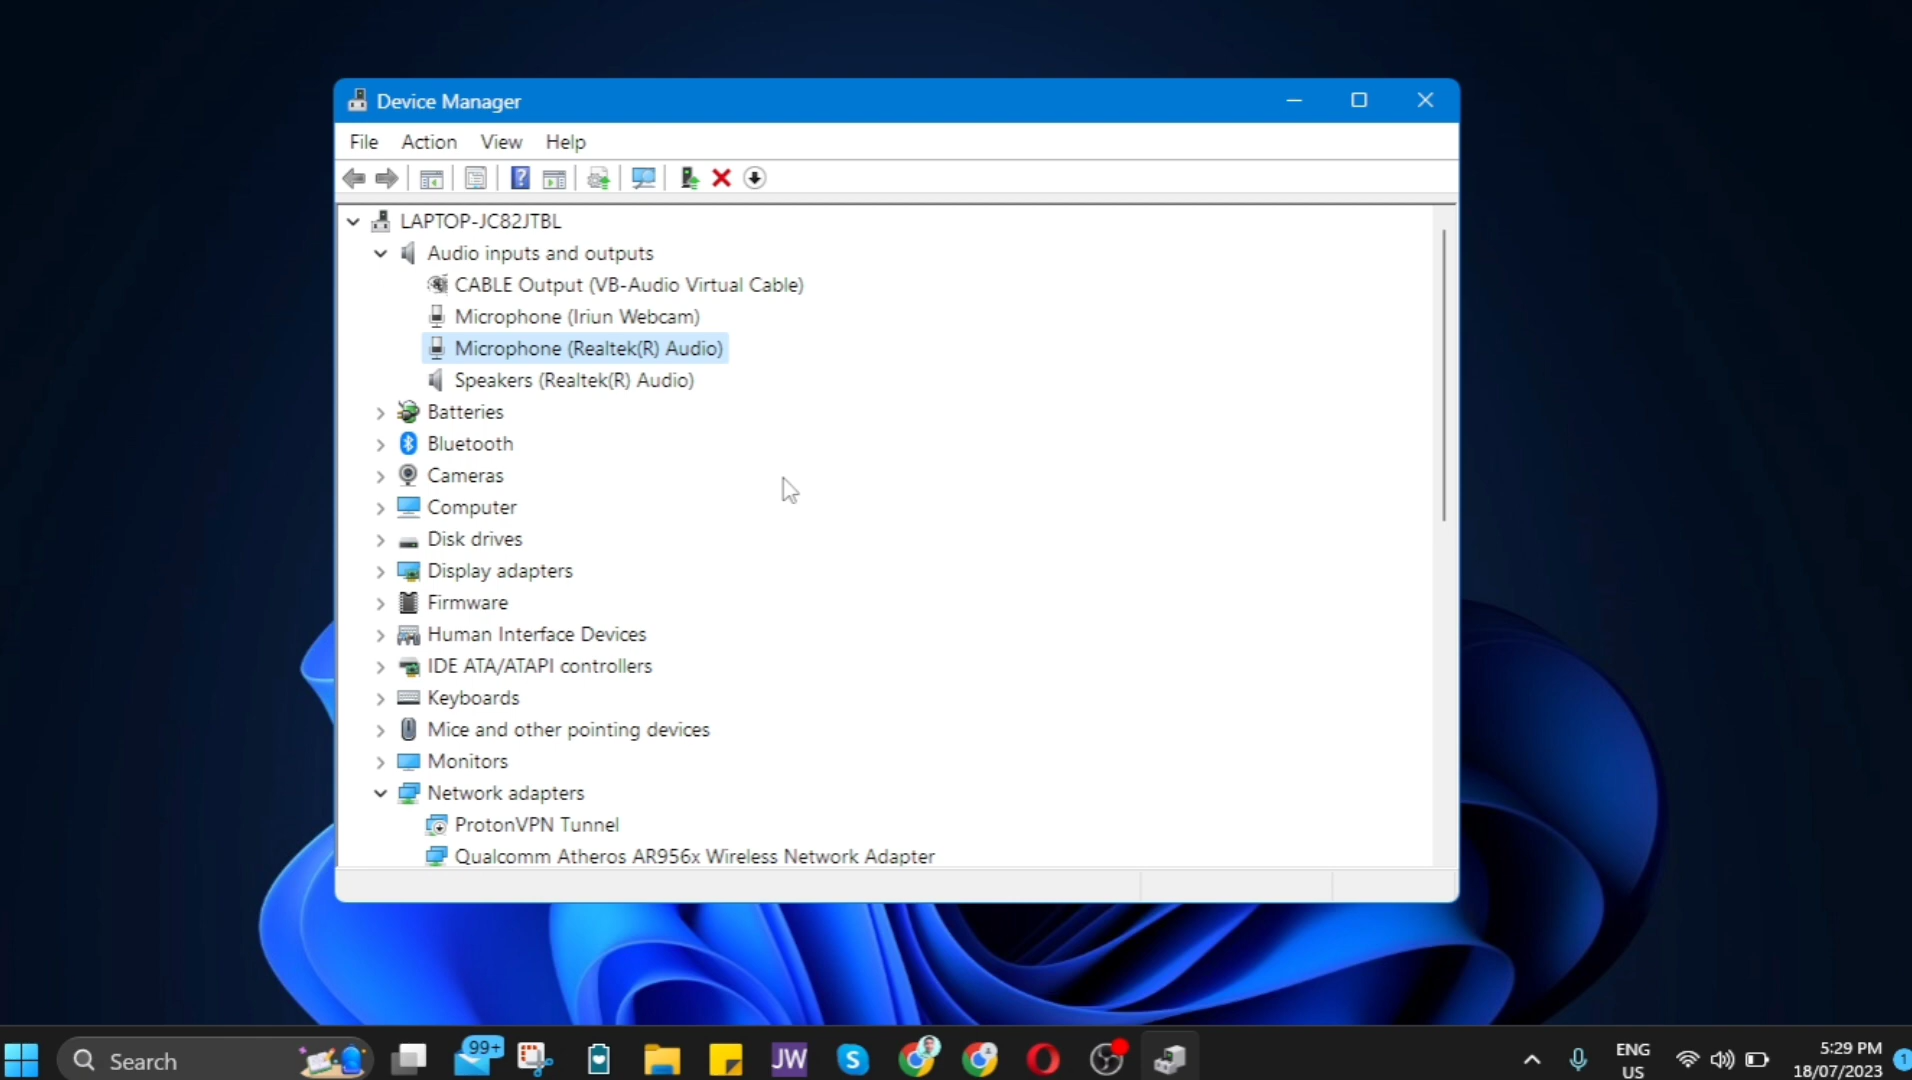 Device Manager
File Action View Help
LAPTOP-JC82JTBL
Audio inputs and outputs
CABLE Output (VB-Audio Virtual Cable)
Microphone (Iriun Webcam)
Microphone (Realtek(R) Audio)
Speakers (Realtek(R) Audio)
Batteries
Bluetooth
Cameras
Computer
Disk drives
Display adapters
Firmware
Human Interface Devices
IDE ATA/ATAPI controllers
Keyboards
Mice and other pointing devices
Monitors
Network adapters
ProtonVPN Tunnel
Qualcomm Atheros AR956x Wireless Network Adapter
Search
99+
JW
S
ENG
US
5:29 PM
18/07/2023
1